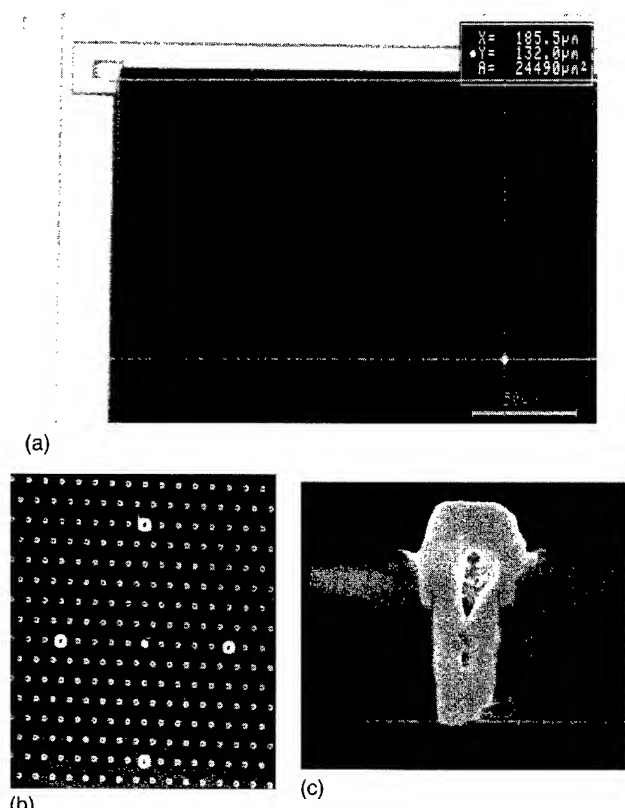 X= 185.5µm
Y= 132.0µm
A= 24490µm²
(a)
(b)
(c)